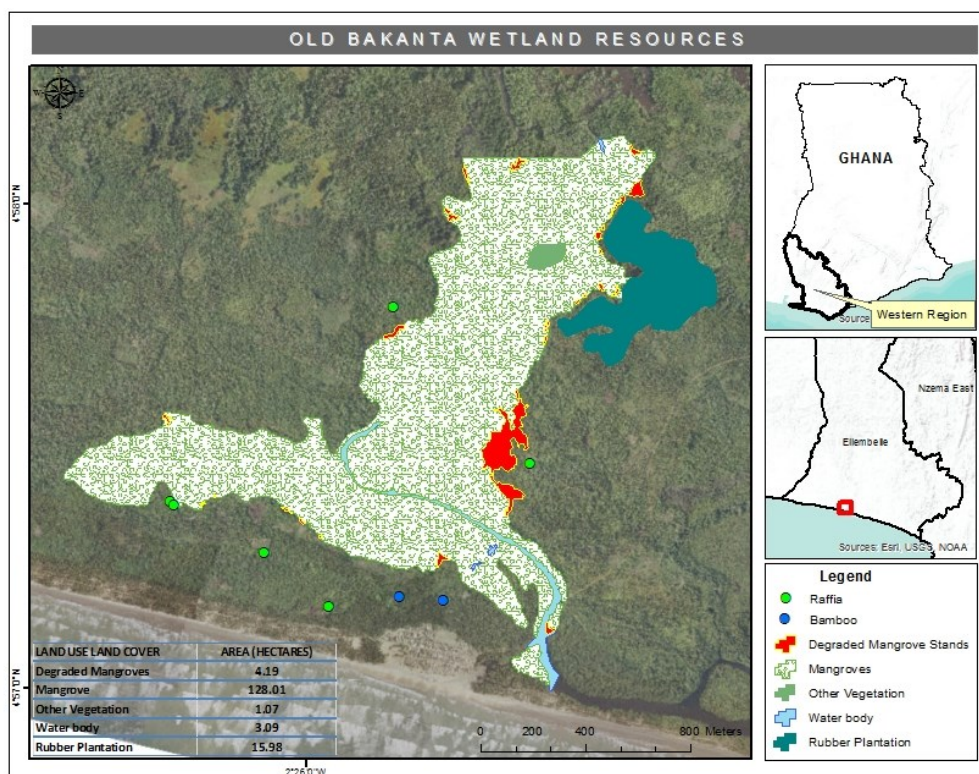 OLD BAKANTA WETLAND RESOURCES
N
W
E
S
4°58'0"N
4°57'0"N
2°26'0"W
LAND USE LAND COVER AREA (HECTARES)
Degraded Mangroves 4.19
Mangrove 128.01
Other Vegetation 1.07
Water body 3.09
Rubber Plantation 15.98
0 200 400 800 Meters
GHANA
Western Region
Nzema East
Ellembelle
Sources: Esri, USGS, NOAA
Legend
Raffia
Bamboo
Degraded Mangrove Stands
Mangroves
Other Vegetation
Water body
Rubber Plantation